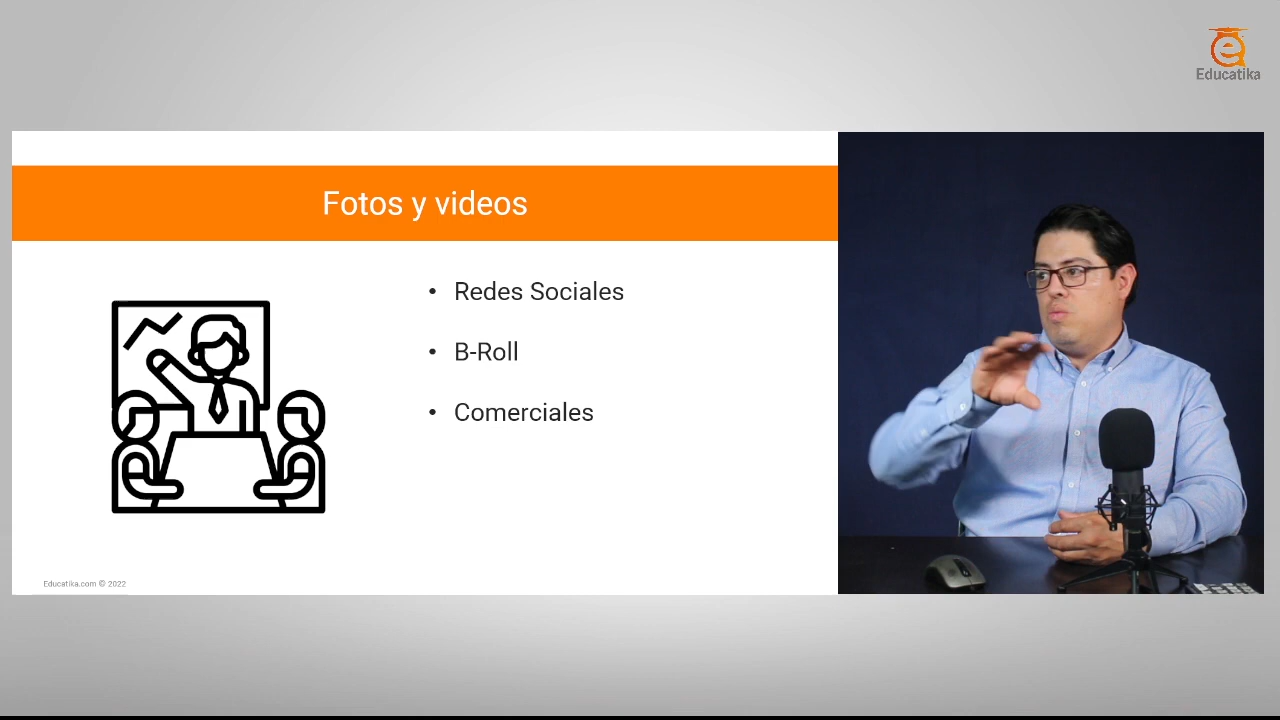 Educatika
Fotos y videos
• Redes Sociales
• B-Roll
• Comerciales
Educatika.com © 2022